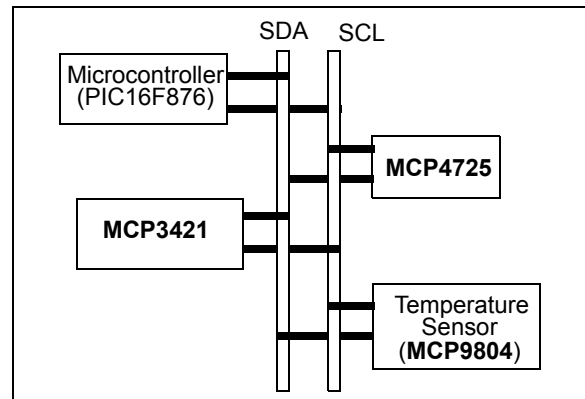 SDA
SCL
Microcontroller
(PIC16F876)
MCP4725
MCP3421
Temperature
Sensor
(MCP9804)